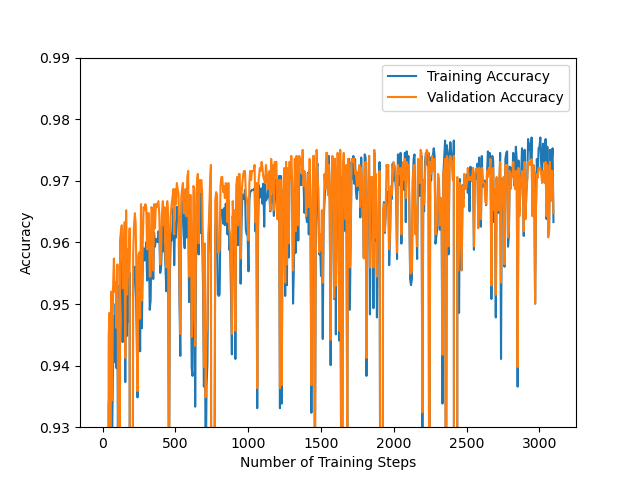 0.99
0.98
0.97
0.96
0.95
0.94
0.93
Accuracy
Training Accuracy
Validation Accuracy
0 500 1000 1500 2000 2500 3000
Number of Training Steps